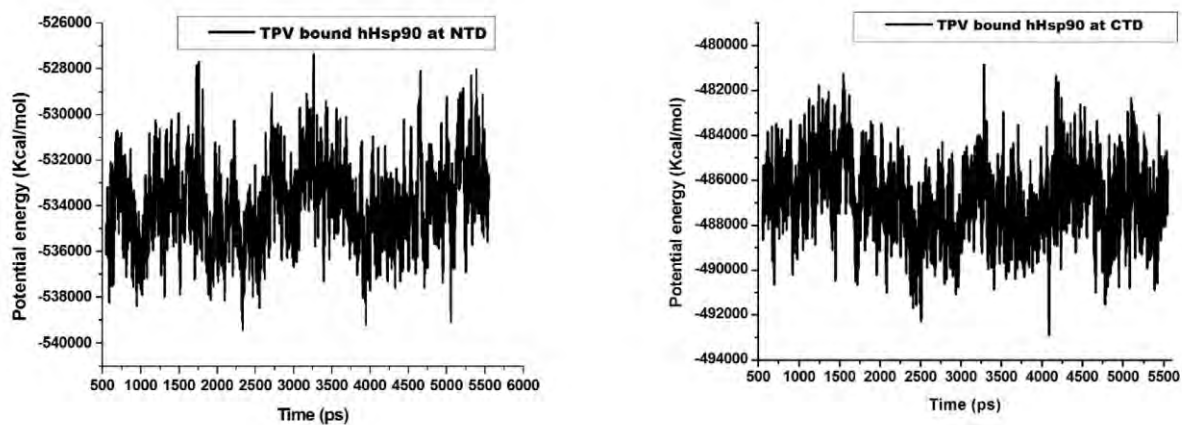 TPV bound hHsp90 at NTD
Potential energy (Kcal/mol)
-526000
-528000
-530000
-532000
-534000
-536000
-538000
-540000
500 1000 1500 2000 2500 3000 3500 4000 4500 5000 5500 6000
Time (ps)
TPV bound hHsp90 at CTD
Potential energy (Kcal/mol)
-480000
-482000
-484000
-486000
-488000
-490000
-492000
-494000
500 1000 1500 2000 2500 3000 3500 4000 4500 5000 5500
Time (ps)